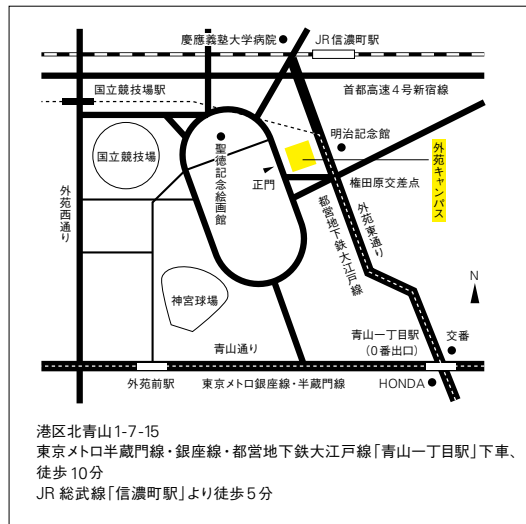 慶應義塾大学病院
JR信濃町駅
国立競技場駅
首都高速4号新宿線
明治記念館
国立競技場
聖徳記念絵画館
正門
権田原交差点
外苑キャンパス
外苑西通り
外苑東通り
都営地下鉄大江戸線
N
神宮球場
青山通り
青山一丁目駅
(0番出口)
交番
外苑前駅
東京メトロ銀座線・半蔵門線
HONDA
港区北青山1-7-15
東京メトロ半蔵門線・銀座線・都営地下鉄大江戸線「青山一丁目駅」下車、
徒歩10分
JR 総武線「信濃町駅」より徒歩5分